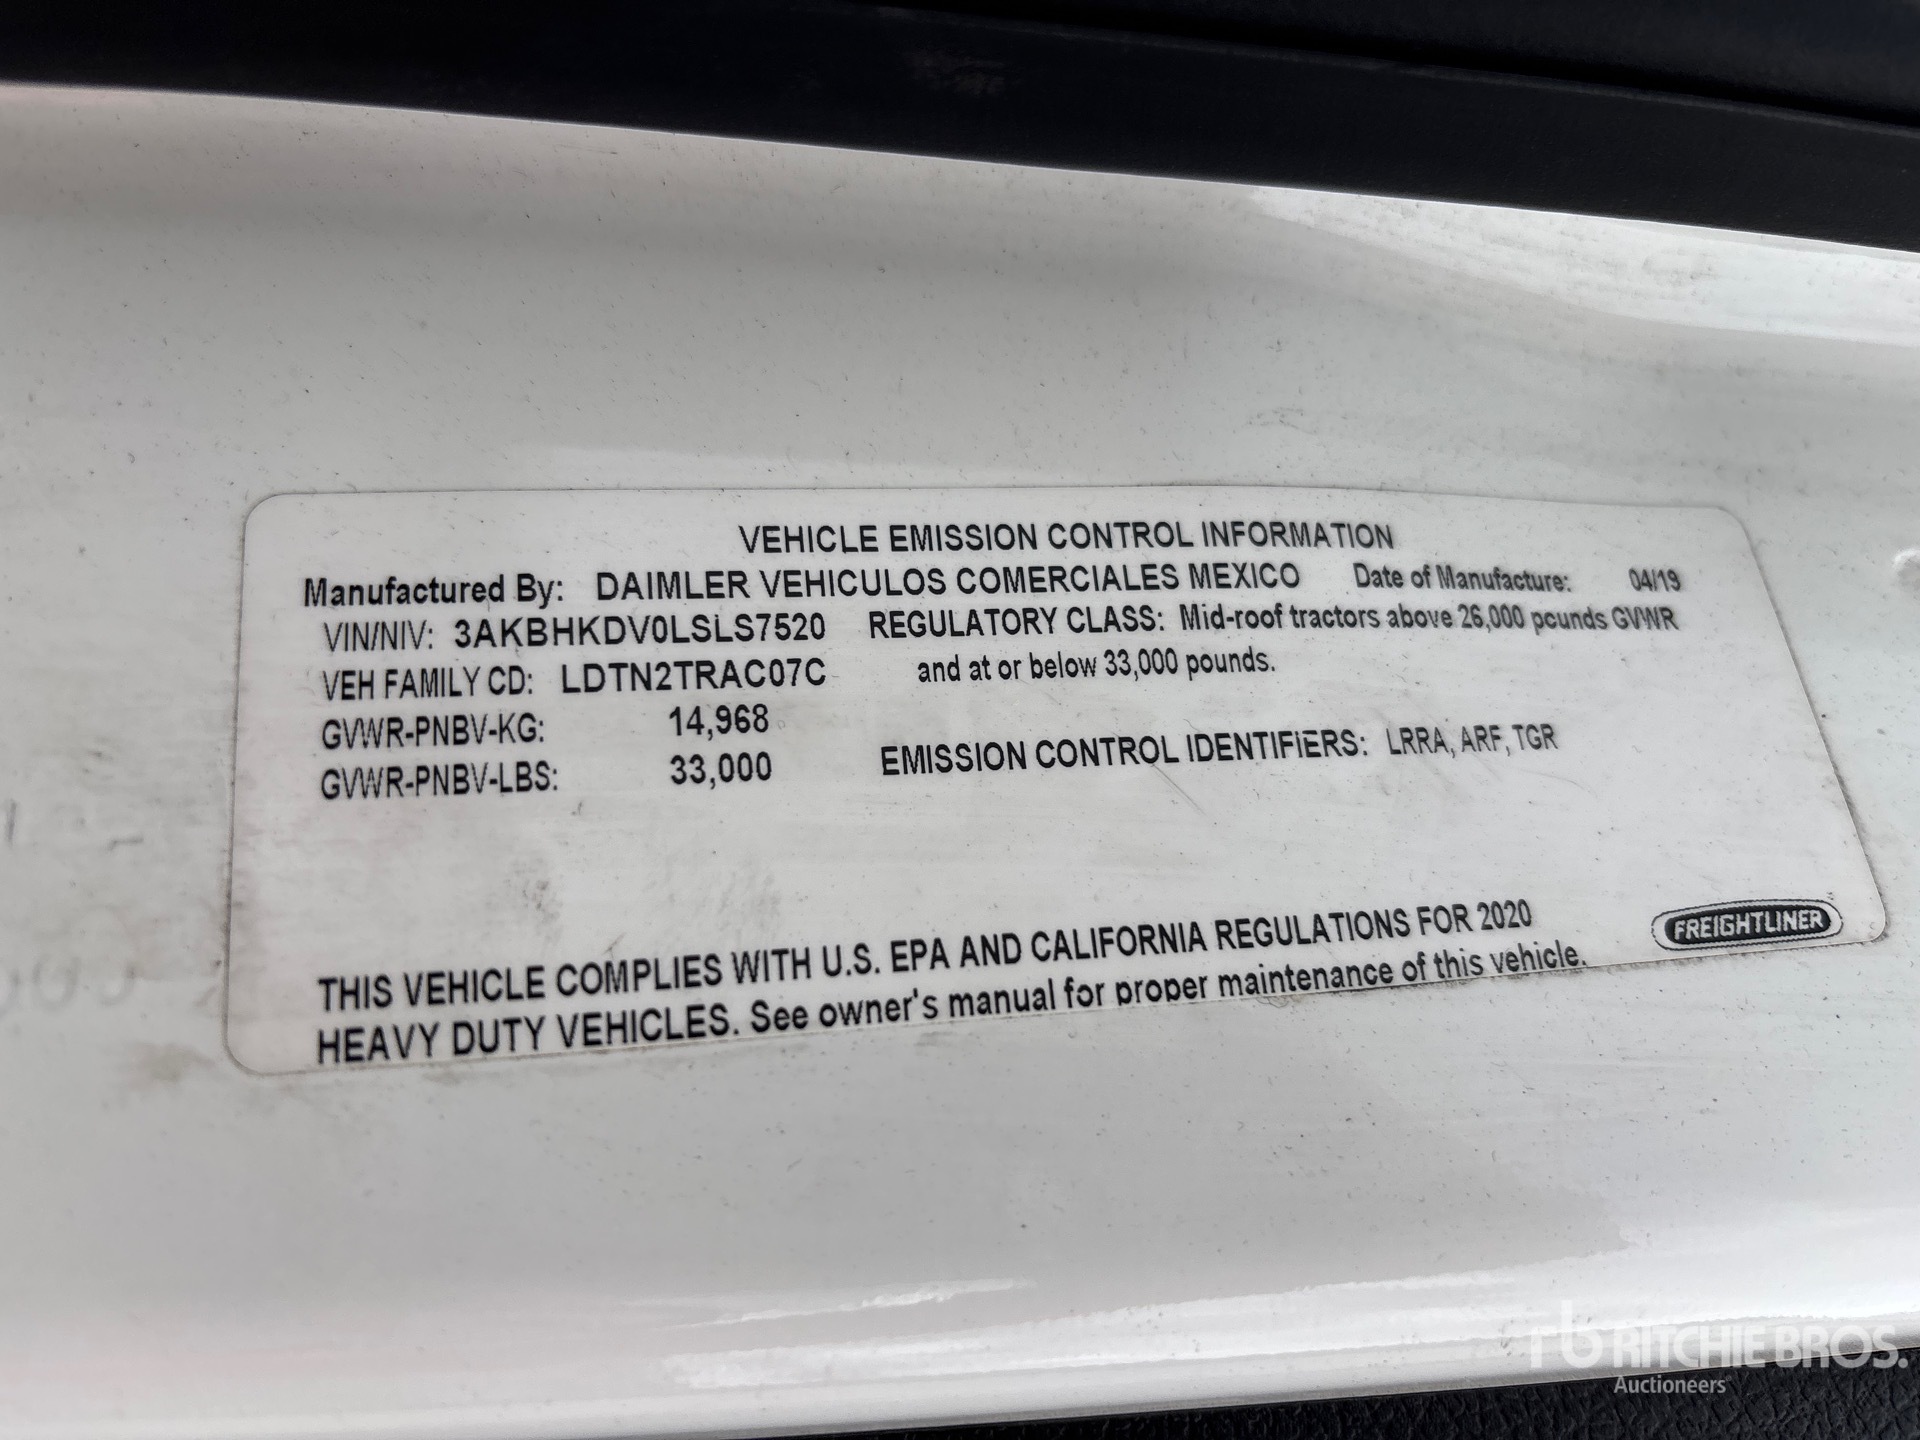 VEHICLE EMISSION CONTROL INFORMATION
Manufactured By: DAIMLER VEHICULOS COMERCIALES MEXICO Date of Manufacture: 04/19
VIN/NIV: 3AKBHKDV0LSLS7520 REGULATORY CLASS: Mid-roof tractors above 26,000 pounds GVWR
VEH FAMILY CD: LDTN2TRAC07C and at or below 33,000 pounds.
GVWR-PNBV-KG: 14,968
GVWR-PNBV-LBS: 33,000 EMISSION CONTROL IDENTIFIERS: LRRA, ARF, TGR
THIS VEHICLE COMPLIES WITH U.S. EPA AND CALIFORNIA REGULATIONS FOR 2020
HEAVY DUTY VEHICLES. See owner's manual for proper maintenance of this vehicle.
FREIGHTLINER
rb RITCHIE BROS.
Auctioneers